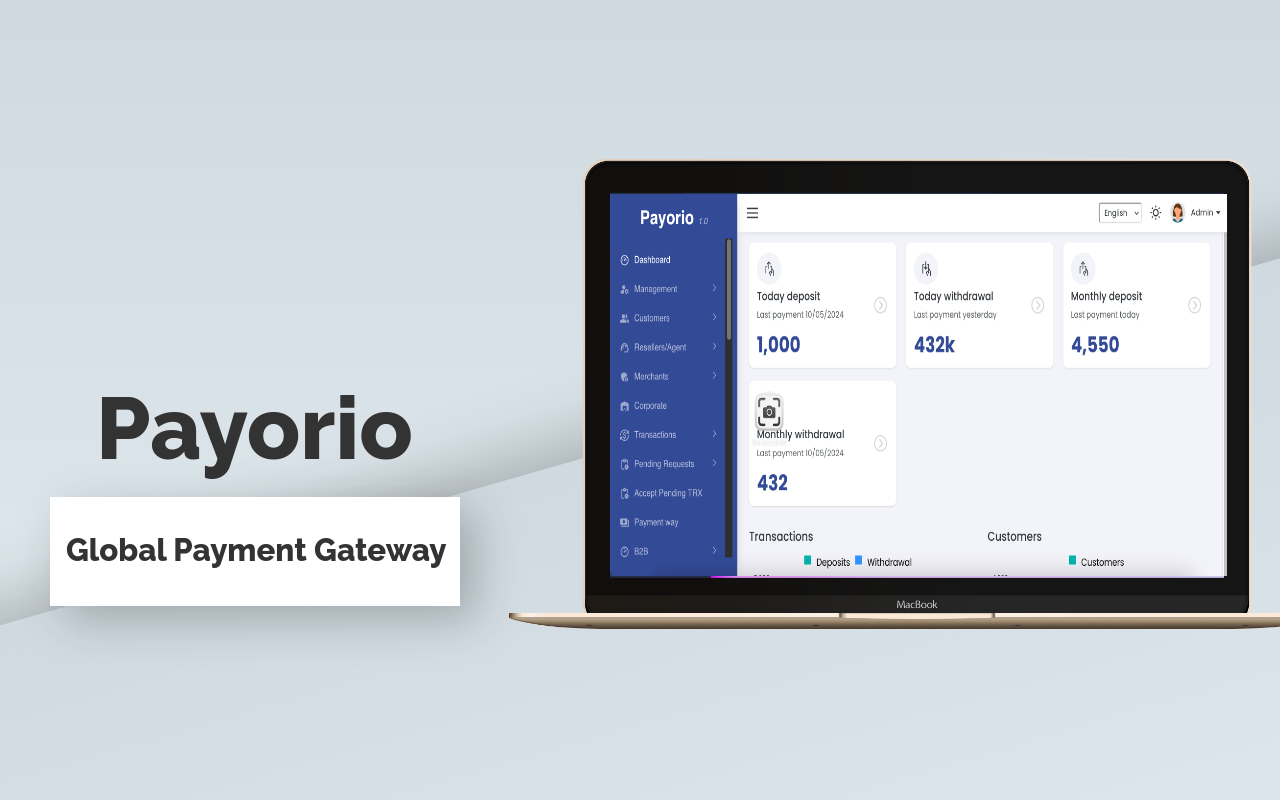 Payorio
Global Payment Gateway
Payorio 1.0
Dashboard
Management
Customers
Resellers/Agent
Merchants
Corporate
Transactions
Pending Requests
Accept Pending TRX
Payment way
B2B
English
Admin
Today deposit
Last payment 10/05/2024
1,000
Today withdrawal
Last payment yesterday
432k
Monthly deposit
Last payment today
4,550
Monthly withdrawal
Last payment 10/05/2024
432
Transactions
Deposits Withdrawal
Customers
Customers
MacBook